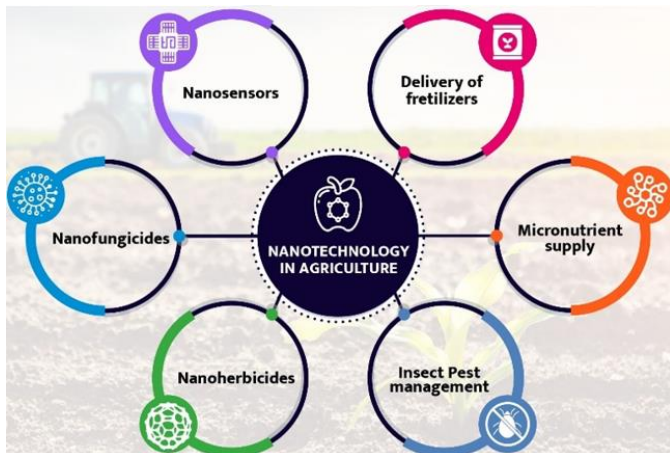 Nanosensors
Delivery of
fretilizers
Nanofungicides
NANOTECHNOLOGY
IN AGRICULTURE
Micronutrient
supply
Nanoherbicides
Insect Pest
management